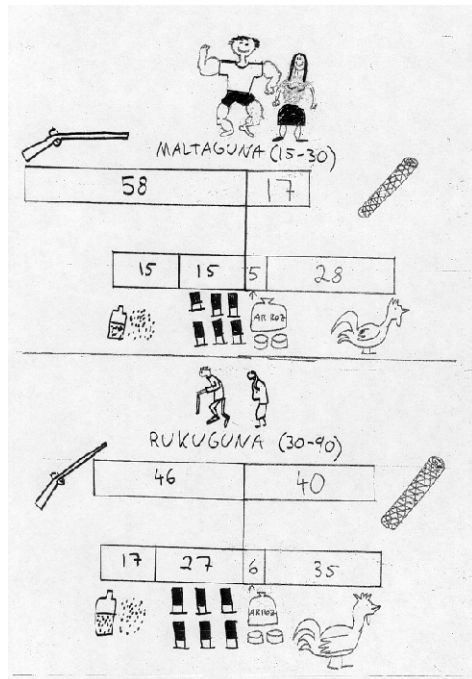 MALTAGUNA (15-30)
58 17
15 15 5 28
ARROZ
RUKUGUNA (30-90)
46 40
17 27 6 35
ARROZ